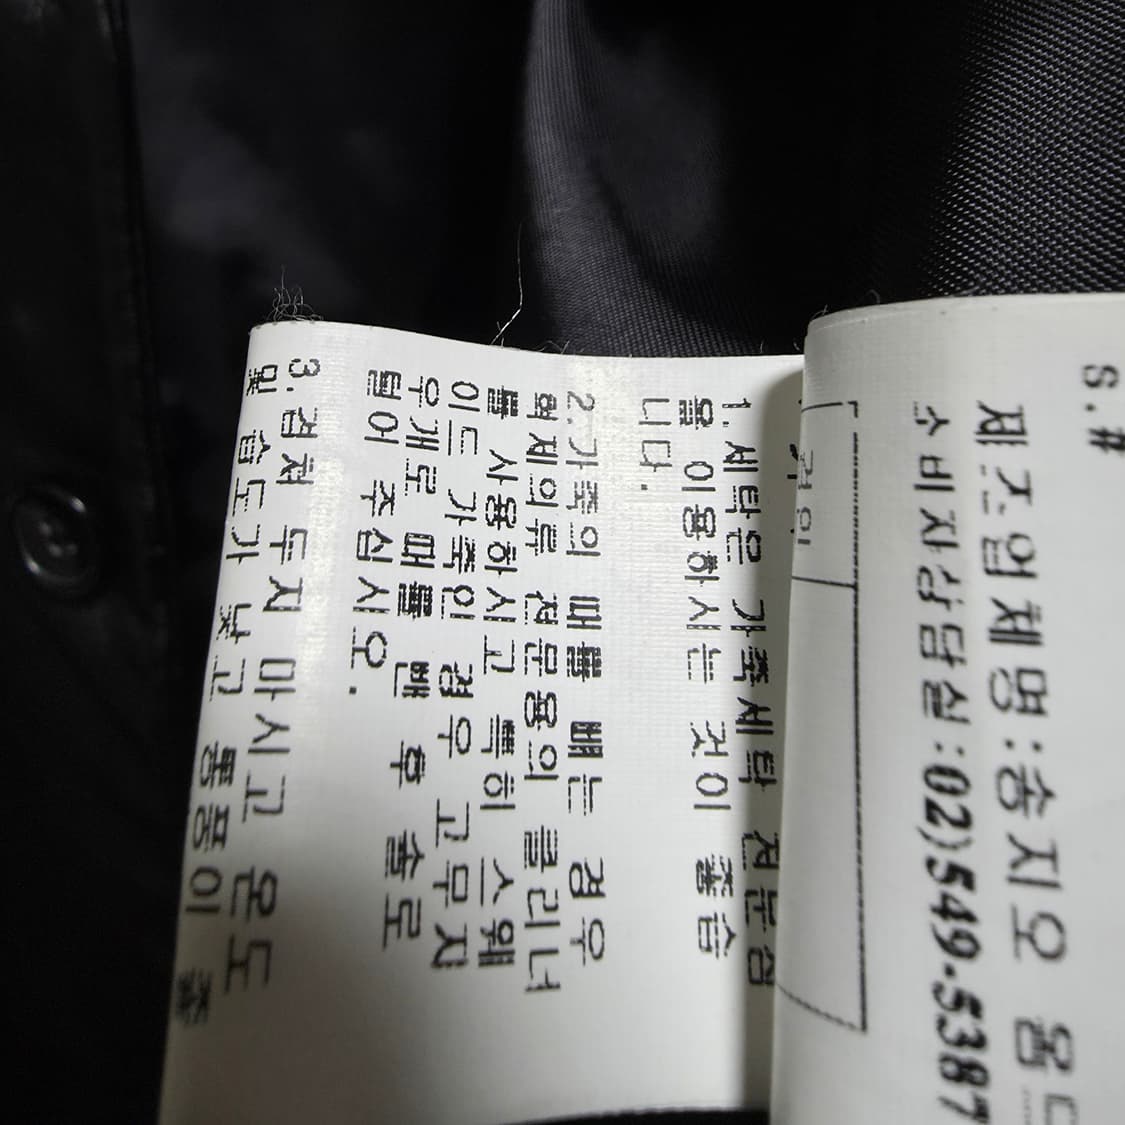 S.#
제조업체명:송지오 옴므
소비자상담실:02)549-5387
1.세탁은 가죽세탁 전문점
을 이용하시는 것이 좋습
니다.
2.가죽의 때를 빼는 경우
혁제의류 전문용의 클리너
를 사용하시고 특히 스웨
이드 가죽인 경우 고무지
우개로 때를 뺀 후 솔로
털어 주십시오.
3.겹쳐 두지 마시고 온도
및 습도가 낮고 통풍이 좋